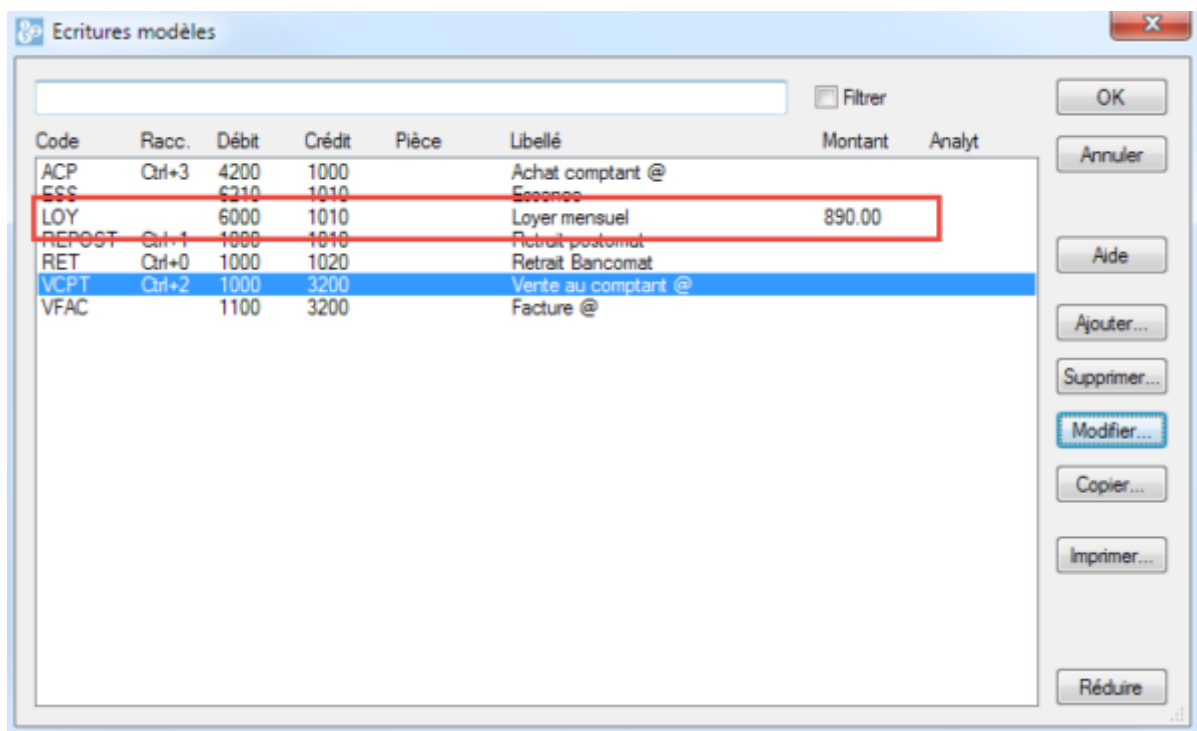 Ecritures modèles
Filtrer
OK
Code Racc. Débit Crédit Pièce Libellé Montant Analyt
Annuler
ACP Ctrl+3 4200 1000 Achat comptant @
ESS 6210 1010 Essence
LOY 6000 1010 Loyer mensuel 890.00
REPOST Ctrl+1 1000 1010 Retrait postomat
RET Ctrl+0 1000 1020 Retrait Bancomat
Aide
VCPT Ctrl+2 1000 3200 Vente au comptant @
VFAC 1100 3200 Facture @
Ajouter...
Supprimer...
Modifier...
Copier...
Imprimer...
Réduire